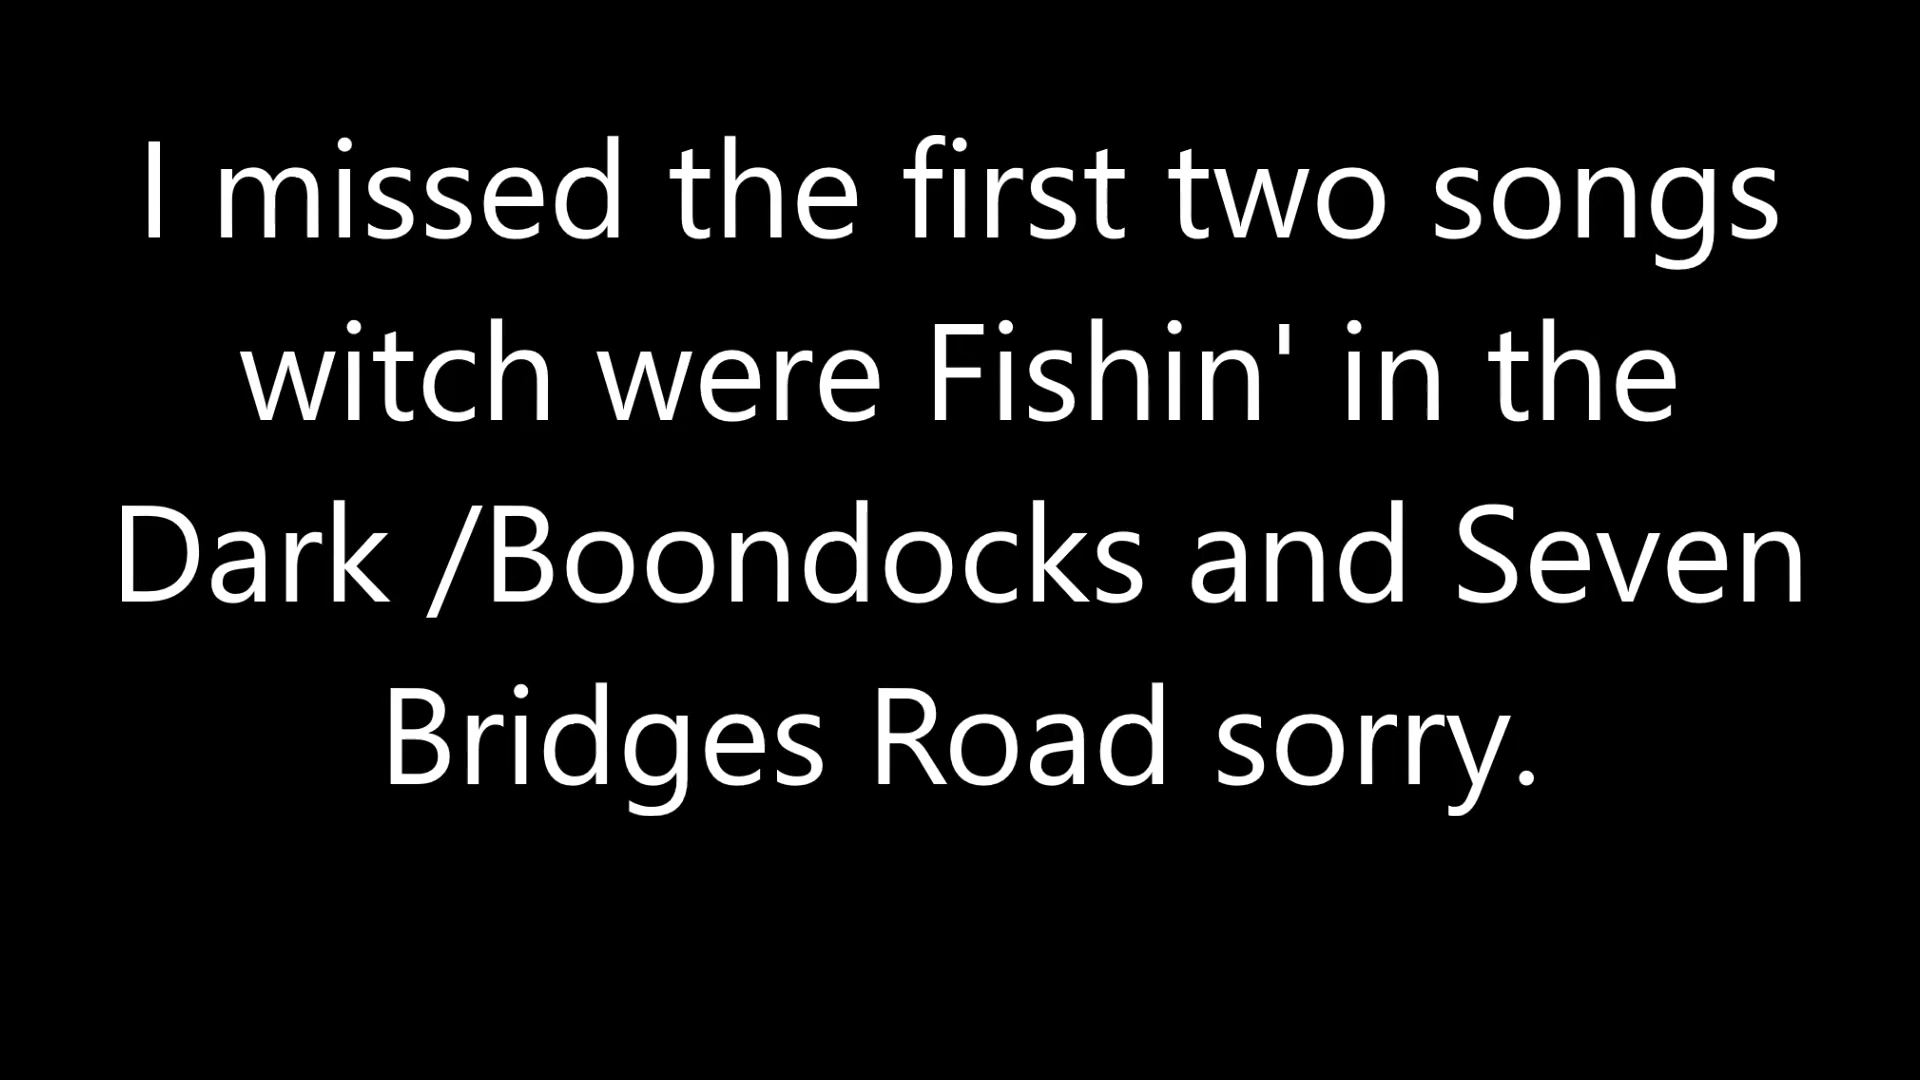 I missed the first two songs
witch were Fishin' in the
Dark /Boondocks and Seven
Bridges Road sorry.